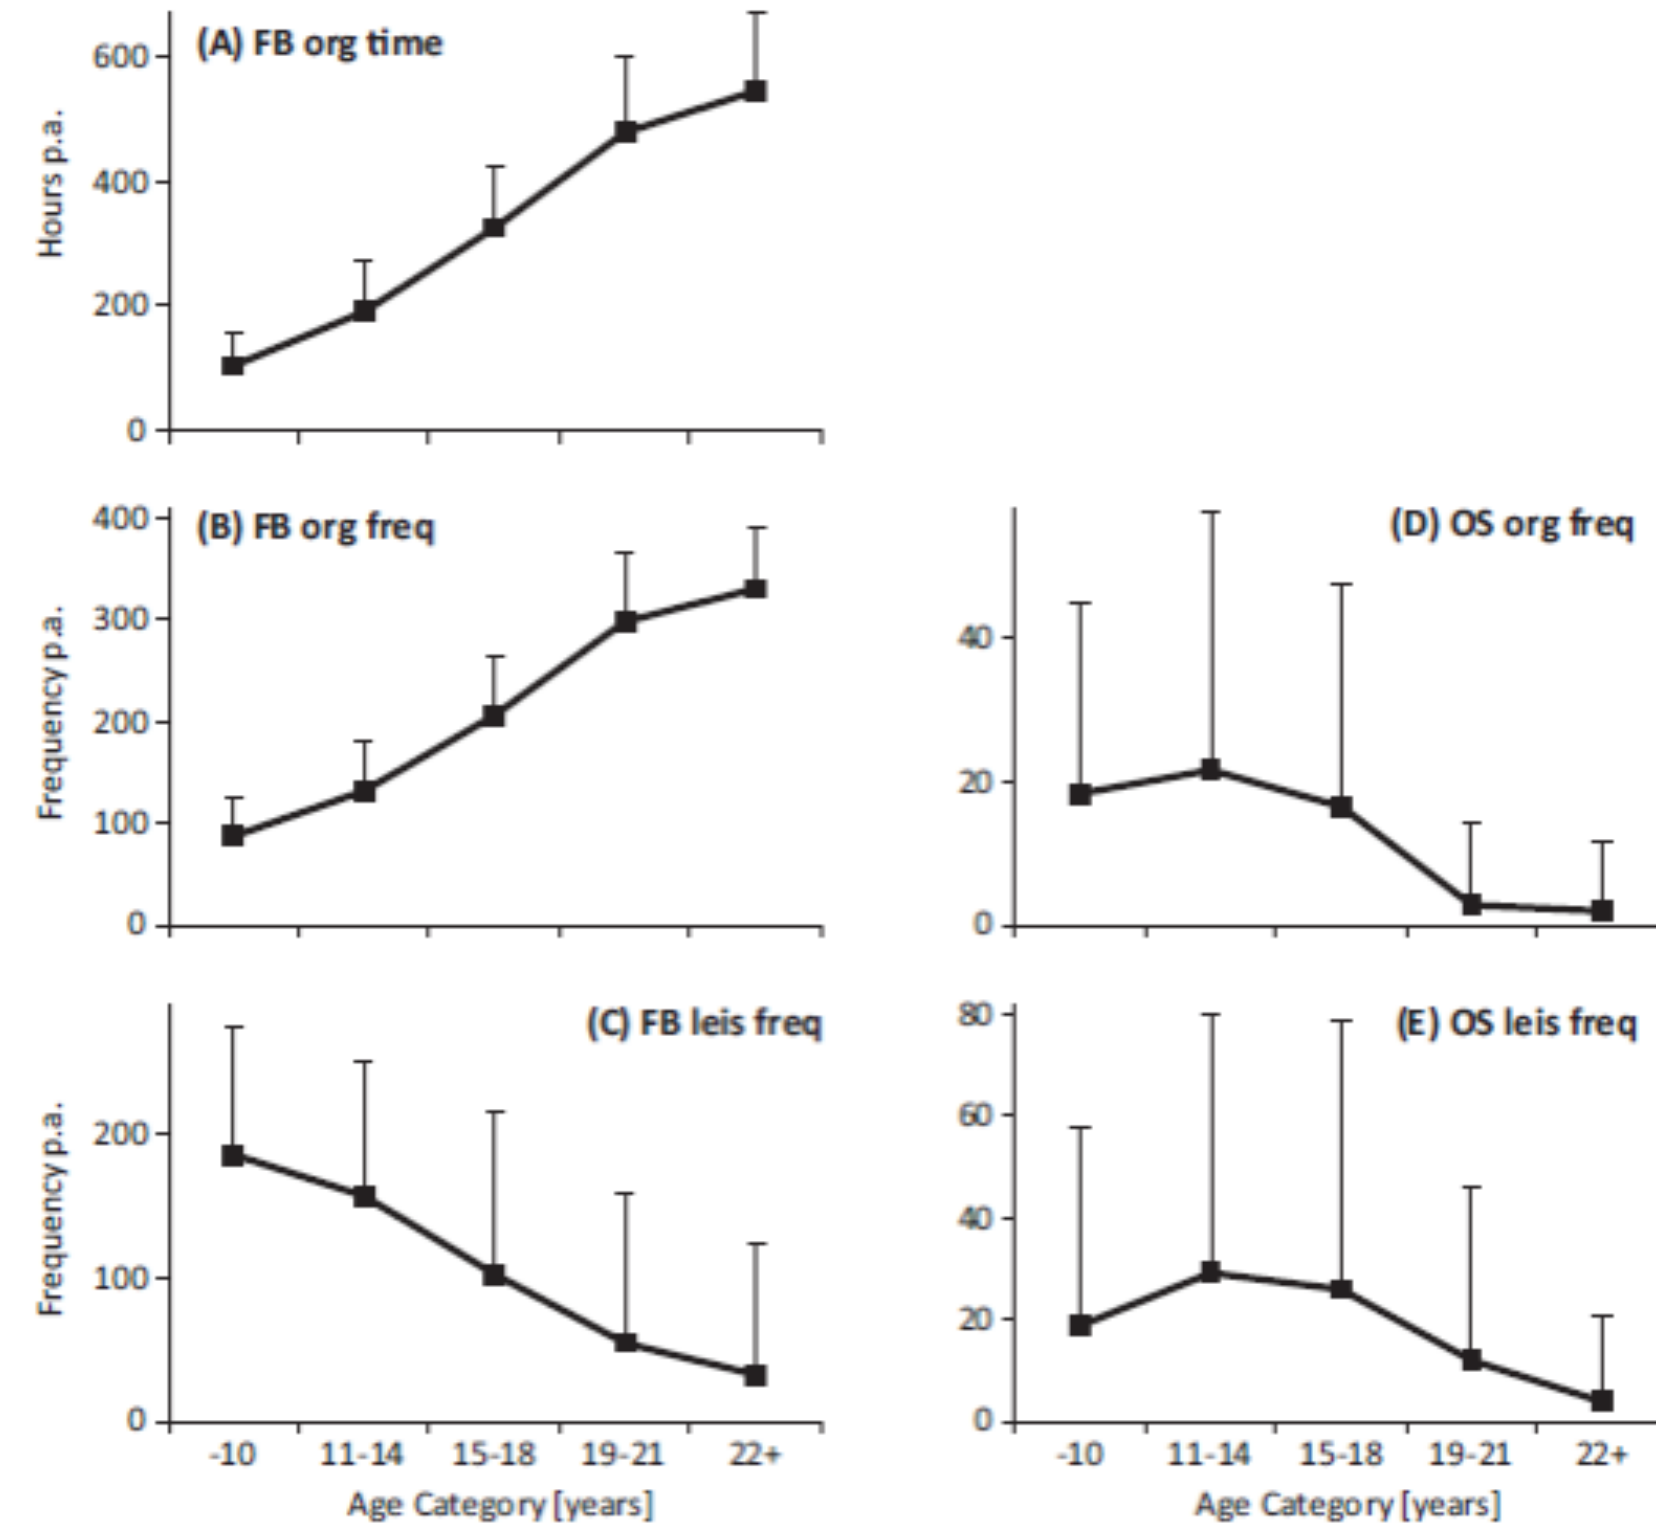 (A) FB org time
Hours p.a.
600
400
200
0
(B) FB org freq
Frequency p.a.
400
300
200
100
0
(D) OS org freq
40
20
0
(C) FB leis freq
Frequency p.a.
200
100
0
-10 11-14 15-18 19-21 22+
Age Category [years]
(E) OS leis freq
80
60
40
20
0
-10 11-14 15-18 19-21 22+
Age Category [years]